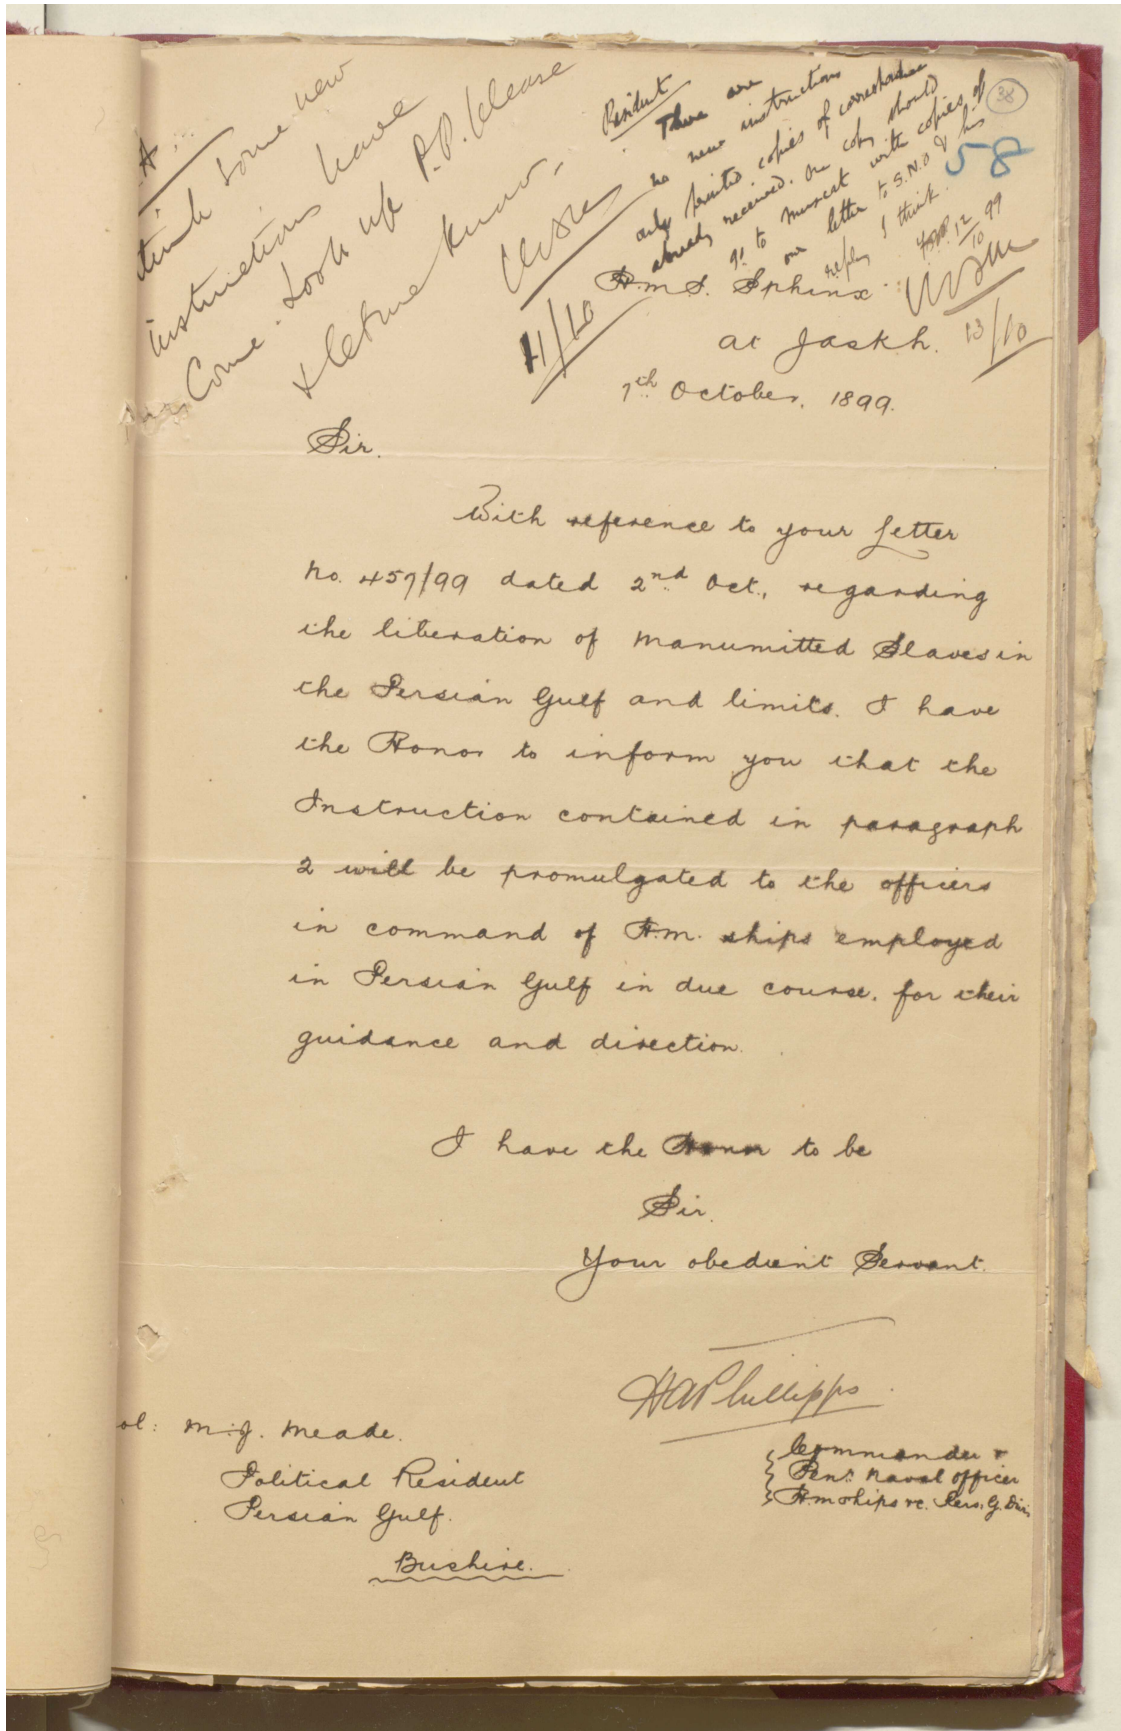 think some new
instructions have
Come. Look up P.P. please
& let me know.
11/10
Resident
There are
no new instructions
only printed copies of correspondence
already received. One copy should
go to Muscat with copies of
our letter to S.N.O & his
reply I think.
12/10 99
13/10
38
58
H.M.S. Sphinx
at Jaskh.
7th October, 1899.
Sir.
With reference to your Letter
No. 457/99 dated 2nd Oct., regarding
the liberation of Manumitted Slaves in
the Persian Gulf and limits. I have
the Honor to inform you that the
Instruction contained in paragraph
2 will be promulgated to the officers
in command of H.M. ships employed
in Persian Gulf in due course, for their
guidance and direction.
I have the Honor to be
Sir.
Your obedient Servant.
HAPhillipps
Commander &
Senr. Naval Officer
H.M. Ships &c. Pers. G. Divn
ol: M.J. Meade.
Political Resident
Persian Gulf.
Bushire.